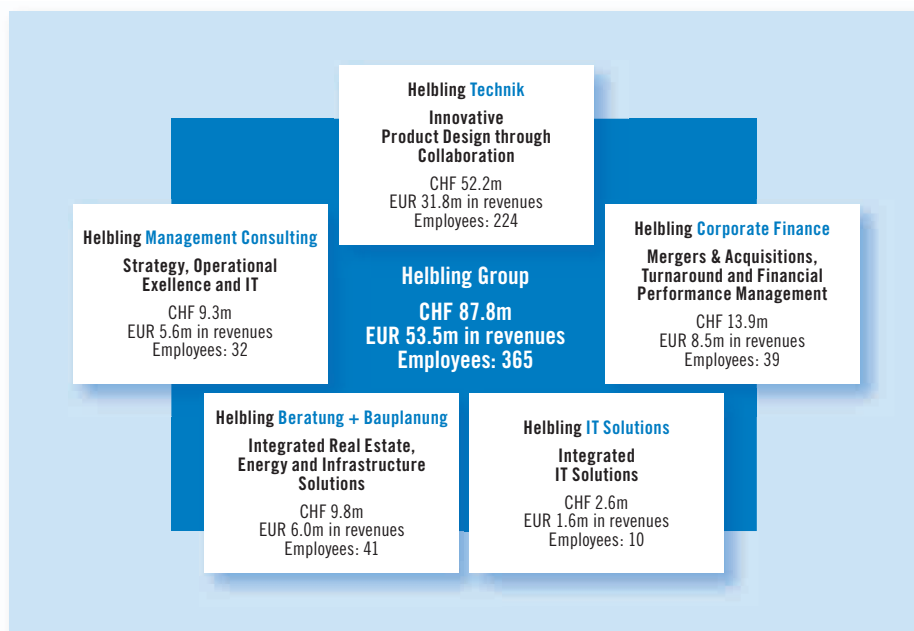 Helbling Technik
Innovative
Product Design through
Collaboration
CHF 52.2m
EUR 31.8m in revenues
Employees: 224
Helbling Management Consulting
Strategy, Operational
Exellence and IT
CHF 9.3m
EUR 5.6m in revenues
Employees: 32
Helbling Group
CHF 87.8m
EUR 53.5m in revenues
Employees: 365
Helbling Corporate Finance
Mergers & Acquisitions,
Turnaround and Financial
Performance Management
CHF 13.9m
EUR 8.5m in revenues
Employees: 39
Helbling Beratung + Bauplanung
Integrated Real Estate,
Energy and Infrastructure
Solutions
CHF 9.8m
EUR 6.0m in revenues
Employees: 41
Helbling IT Solutions
Integrated
IT Solutions
CHF 2.6m
EUR 1.6m in revenues
Employees: 10